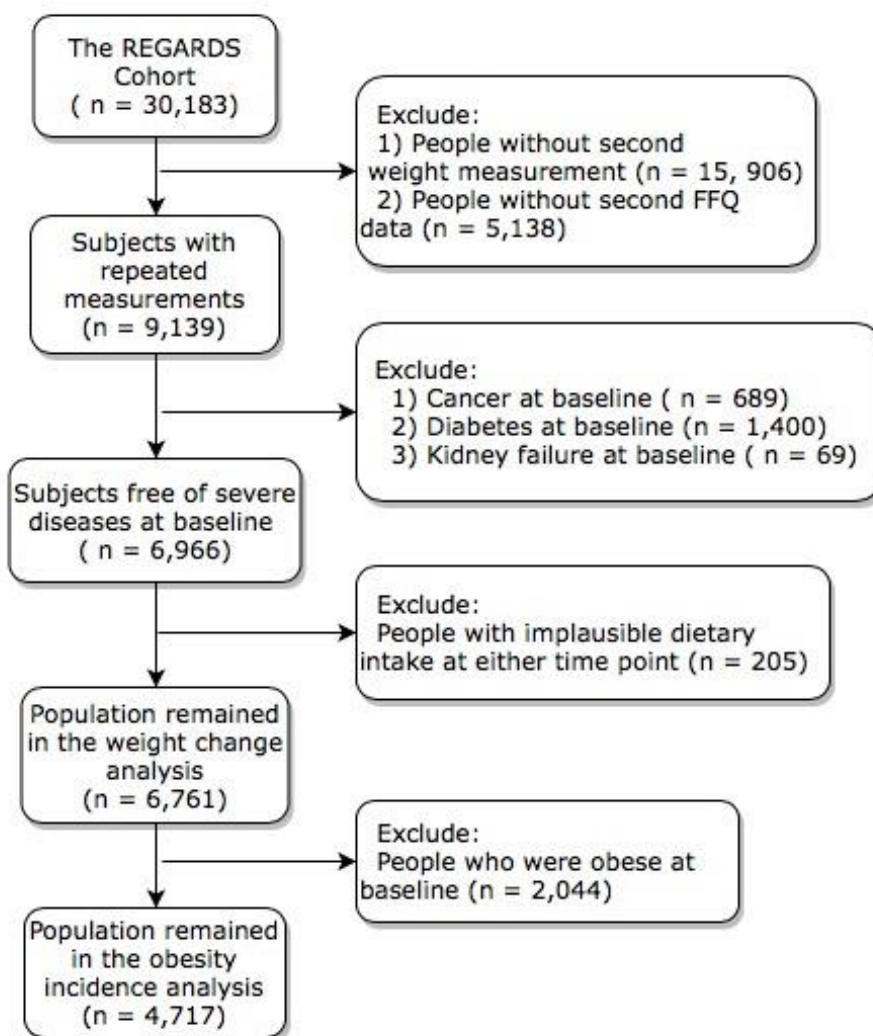 The REGARDS
Cohort
( n = 30,183)
Exclude:
1) People without second
weight measurement (n = 15, 906)
2) People without second FFQ
data (n = 5,138)
Subjects with
repeated
measurements
(n = 9,139)
Exclude:
1) Cancer at baseline ( n = 689)
2) Diabetes at baseline (n = 1,400)
3) Kidney failure at baseline ( n = 69)
Subjects free of severe
diseases at baseline
( n = 6,966)
Exclude:
People with implausible dietary
intake at either time point (n = 205)
Population remained
in the weight change
analysis
(n = 6,761)
Exclude:
People who were obese at
baseline (n = 2,044)
Population remained
in the obesity
incidence analysis
(n = 4,717)